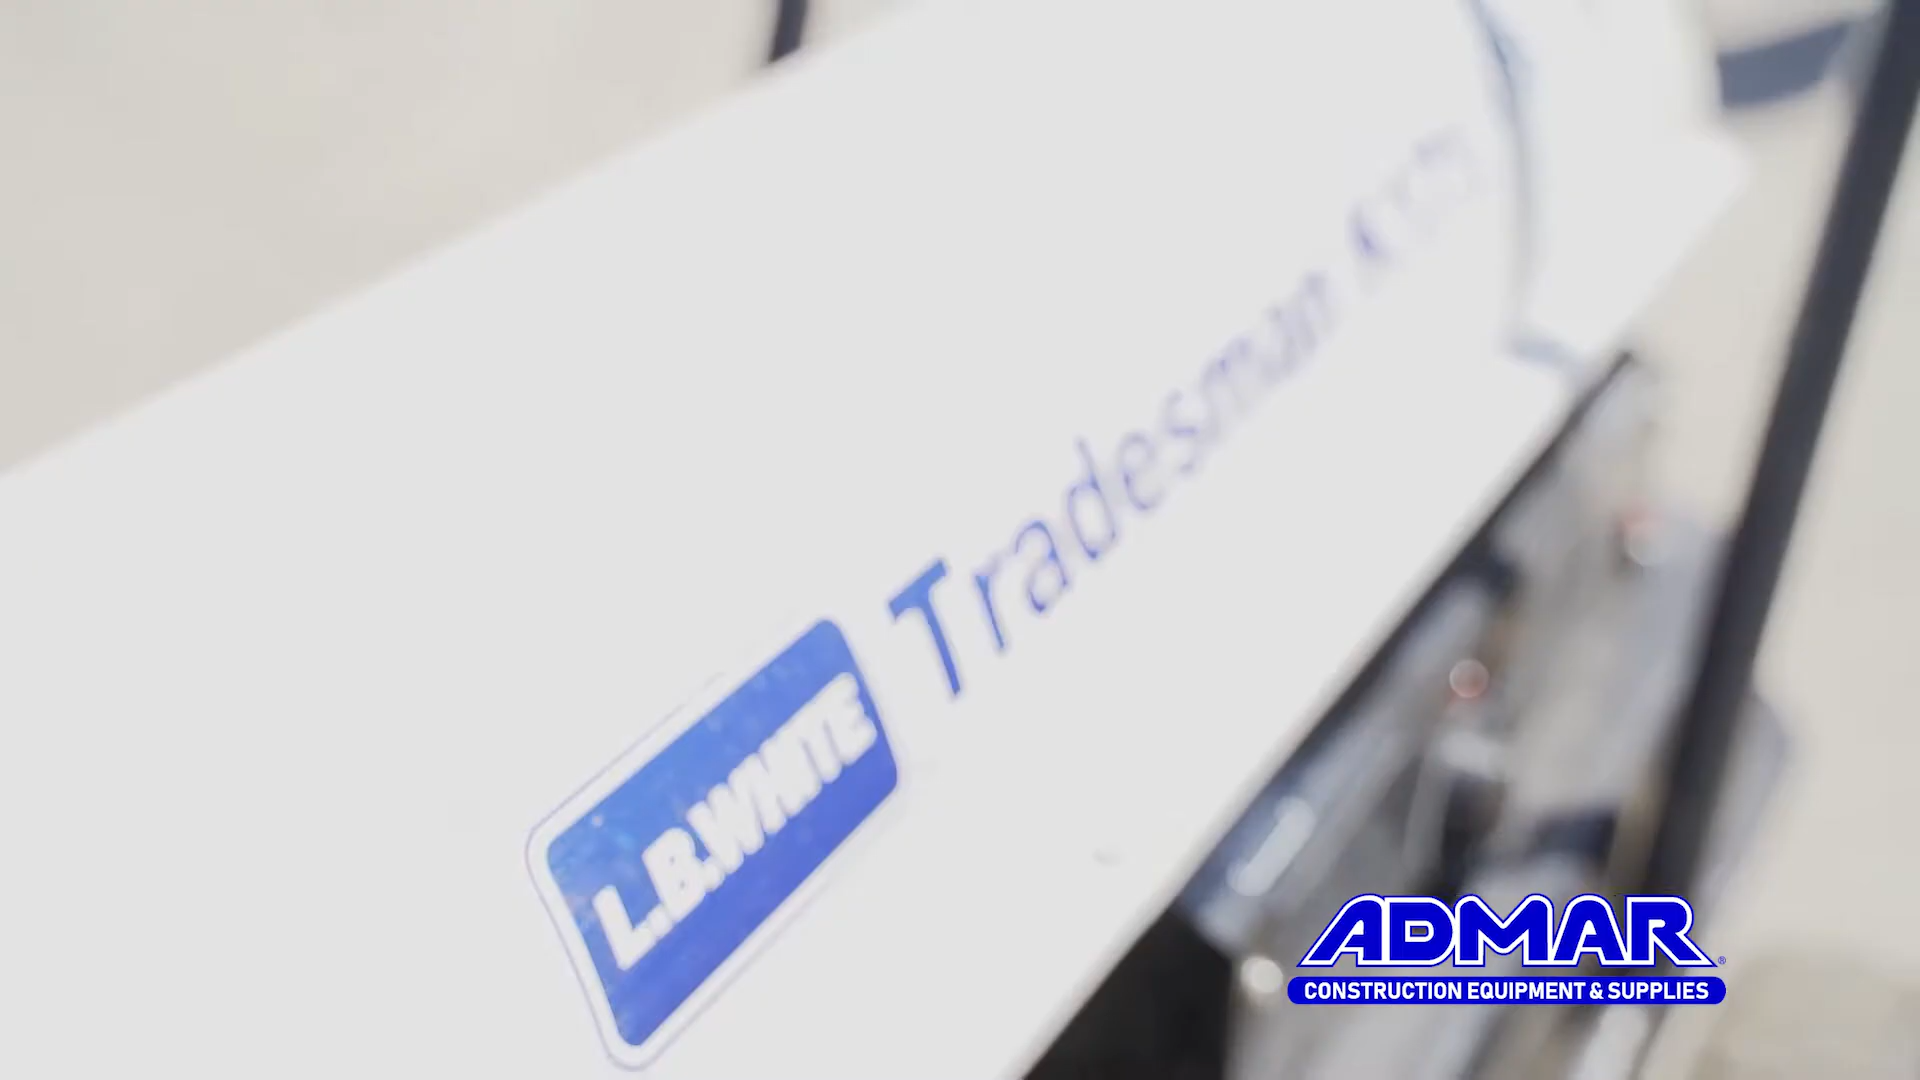 L.B.WHITE
Tradesman
ADMAR®
CONSTRUCTION EQUIPMENT & SUPPLIES